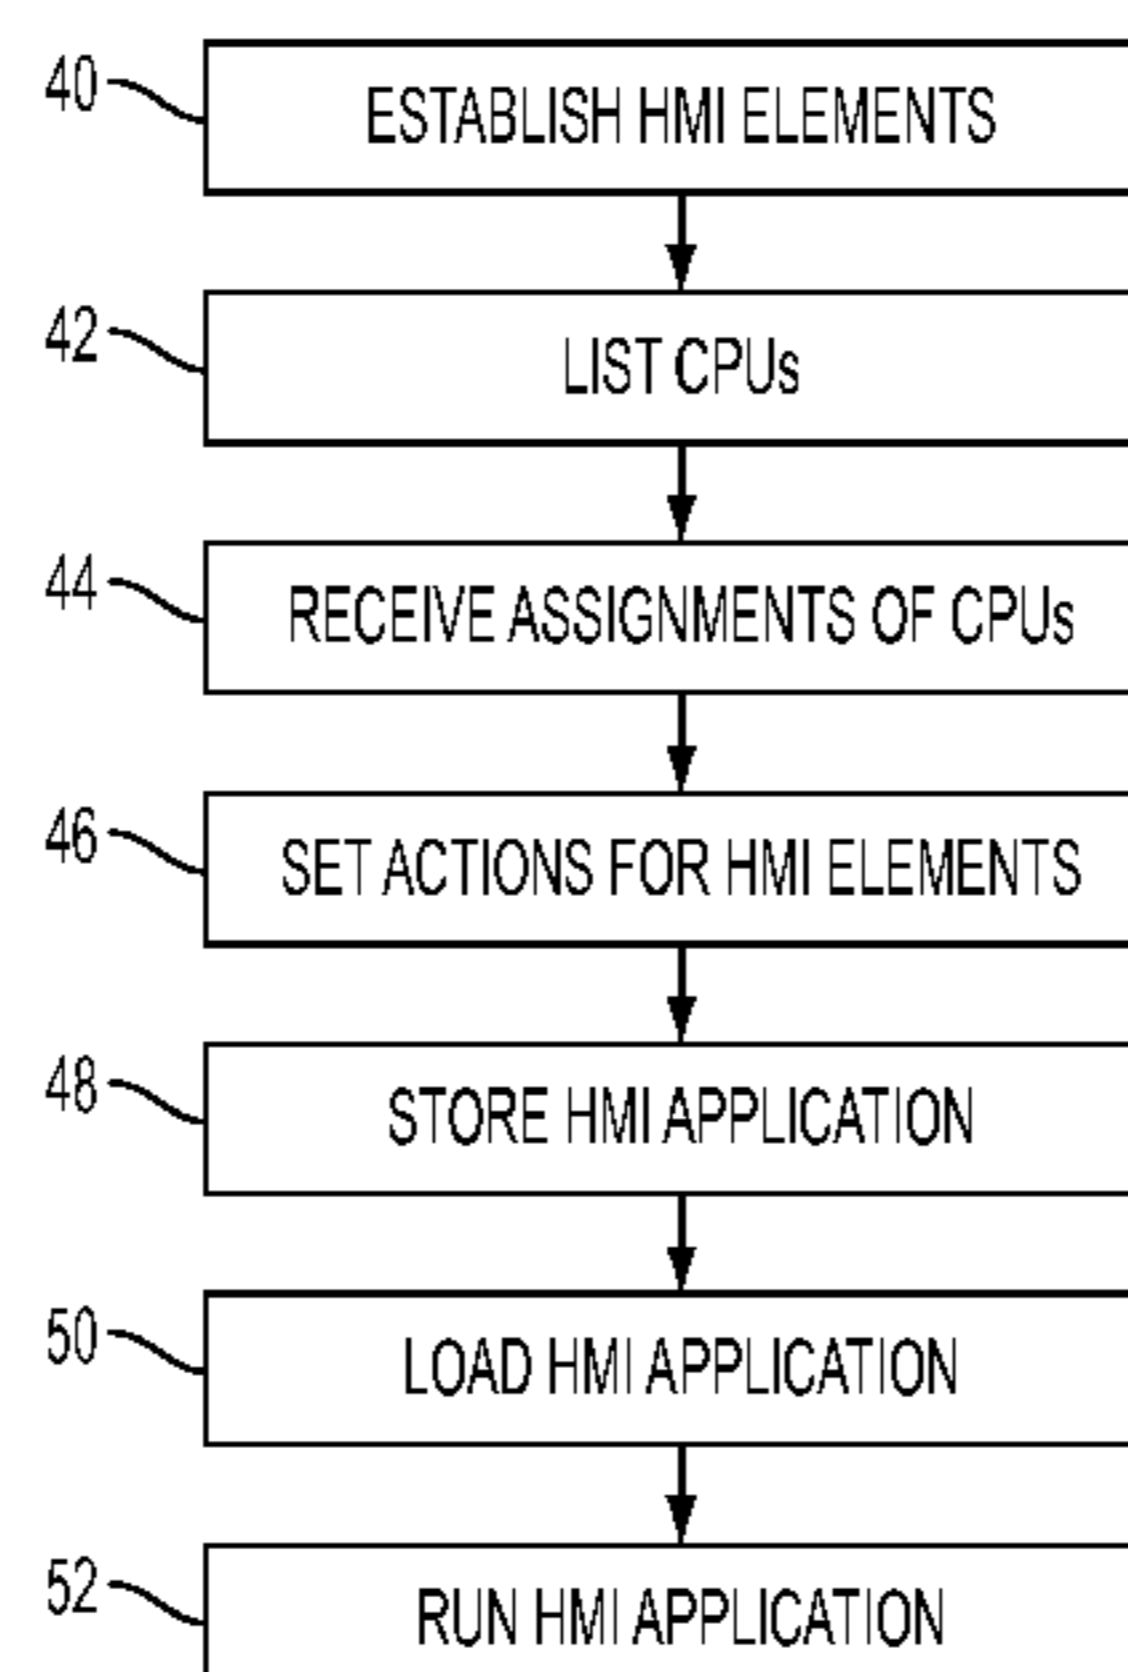 40
ESTABLISH HMI ELEMENTS
42
LIST CPUs
44
RECEIVE ASSIGNMENTS OF CPUs
46
SET ACTIONS FOR HMI ELEMENTS
48
STORE HMI APPLICATION
50
LOAD HMI APPLICATION
52
RUN HMI APPLICATION